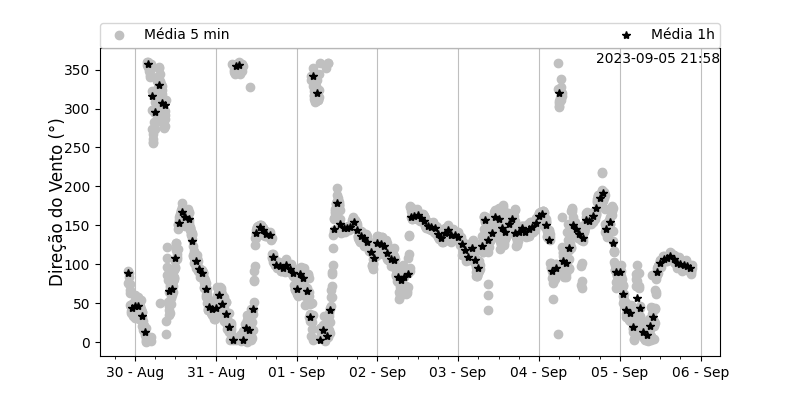 Média 5 min
Média 1h
2023-09-05 21:58
Direção do Vento (°)
350
300
250
200
150
100
50
0
30 - Aug
31 - Aug
01 - Sep
02 - Sep
03 - Sep
04 - Sep
05 - Sep
06 - Sep